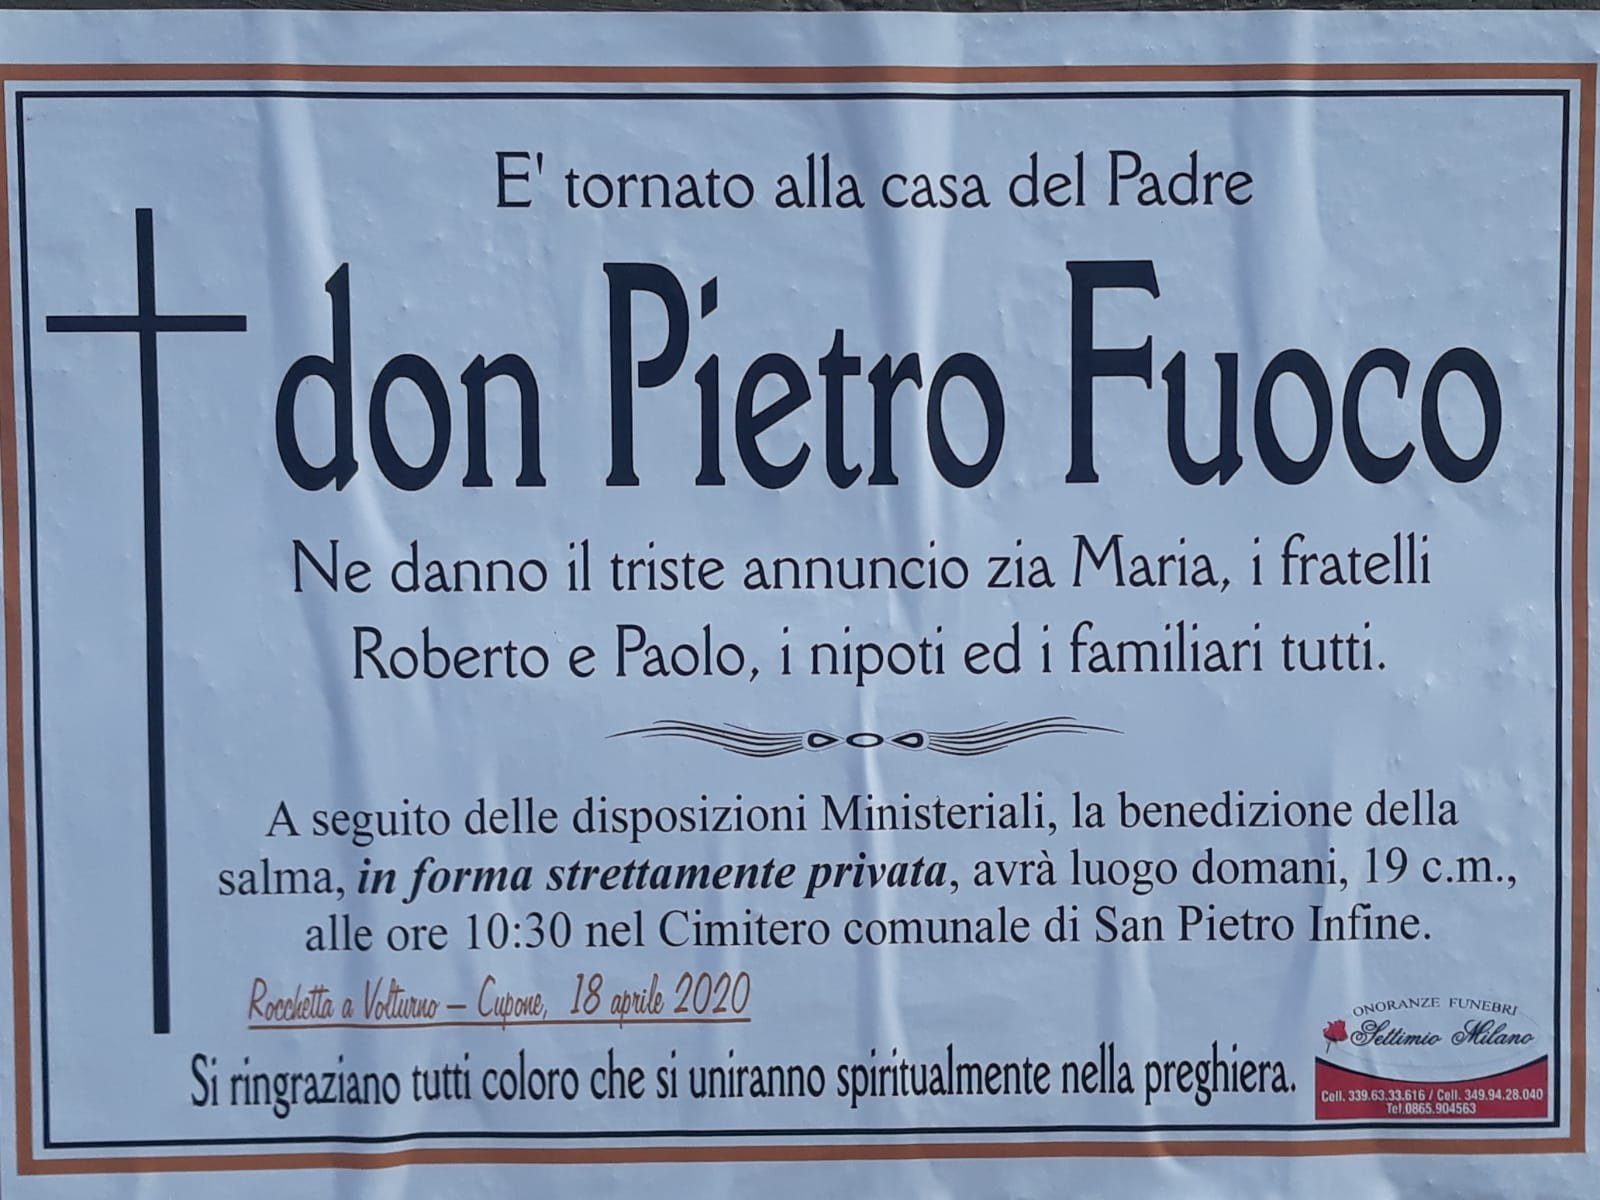 E' tornato alla casa del Padre
don Pietro Fuoco
Ne danno il triste annuncio zia Maria, i fratelli
Roberto e Paolo, i nipoti ed i familiari tutti.
A seguito delle disposizioni Ministeriali, la benedizione della
salma, in forma strettamente privata, avrà luogo domani, 19 c.m.,
alle ore 10:30 nel Cimitero comunale di San Pietro Infine.
Rocchetta a Volturno – Cupone, 18 aprile 2020
Si ringraziano tutti coloro che si uniranno spiritualmente nella preghiera.
ONORANZE FUNEBRI
Settimio Milano
Cell. 339.63.33.616 / Cell. 349.94.28.040
Tel.0865.904563